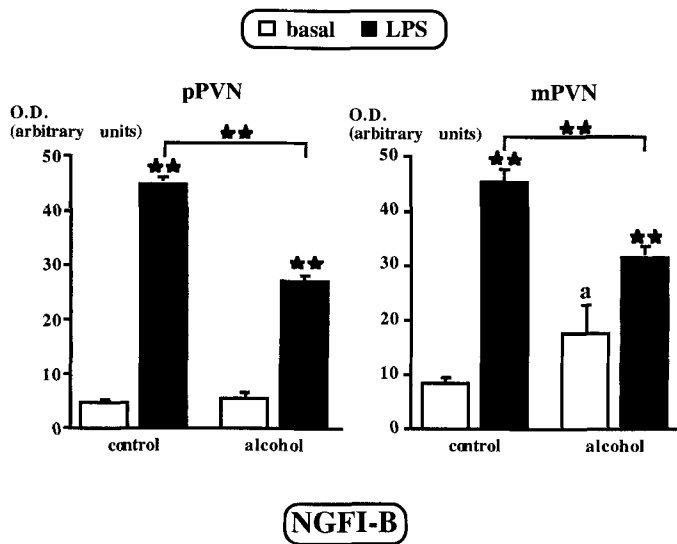 basal LPS
pPVN
O.D.
(arbitrary units)
★★
50
★★
40
30
★★
20
10
0
control alcohol
mPVN
O.D.
(arbitrary units)
★★
50
★★
40
★★
30
20
a
10
0
control alcohol
NGFI-B